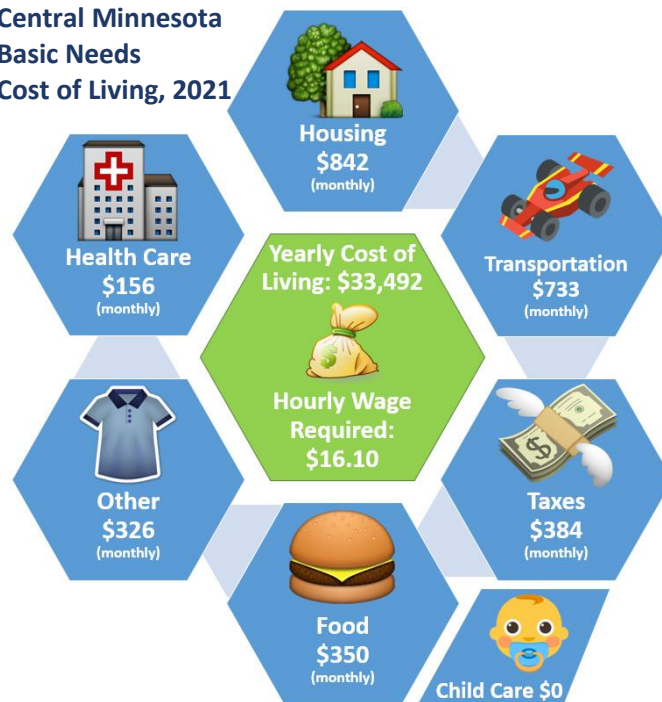 Central Minnesota
Basic Needs
Cost of Living, 2021
Housing
$842
(monthly)
Health Care
$156
(monthly)
Yearly Cost of
Living: $33,492
$
Hourly Wage
Required:
$16.10
Transportation
$733
(monthly)
Other
$326
(monthly)
$
Taxes
$384
(monthly)
Food
$350
(monthly)
Child Care $0